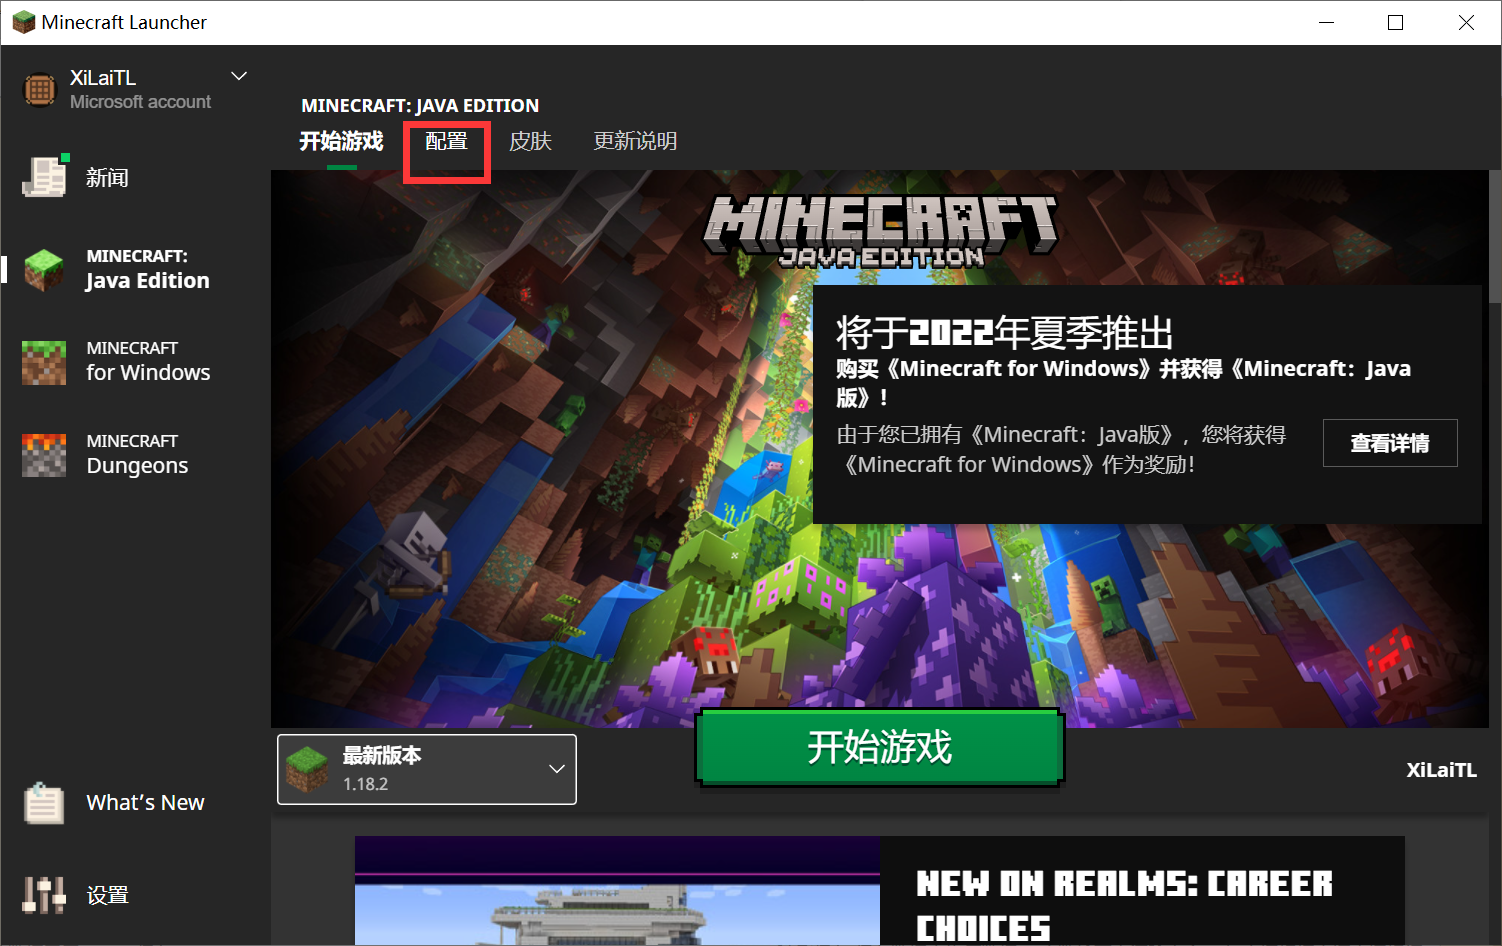 Minecraft Launcher
XiLaiTL
Microsoft account
新闻
MINECRAFT:
Java Edition
MINECRAFT
for Windows
MINECRAFT
Dungeons
What’s New
设置
MINECRAFT: JAVA EDITION
开始游戏 配置 皮肤 更新说明
MINECRAFT
JAVA EDITION
将于2022年夏季推出
购买《Minecraft for Windows》并获得《Minecraft：Java
版》！
由于您已拥有《Minecraft：Java版》，您将获得
《Minecraft for Windows》作为奖励！
查看详情
最新版本
1.18.2
开始游戏
XiLaiTL
NEW ON REALMS: CAREER
CHOICES